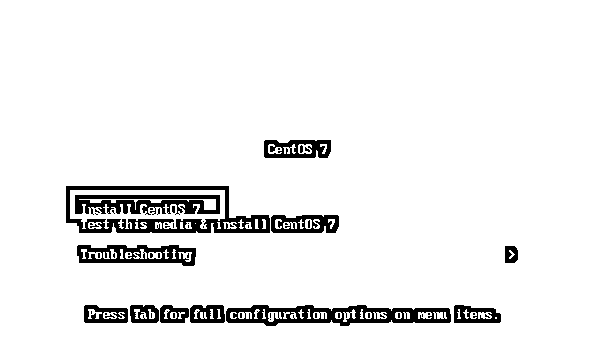 CentOS 7
Install CentOS 7
Test this media & install CentOS 7
Troubleshooting >
Press Tab for full configuration options on menu items.